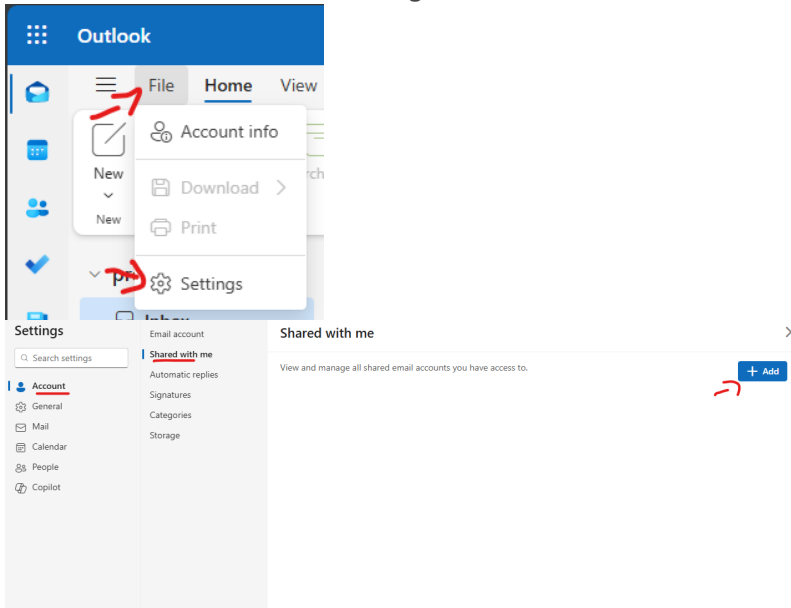 Outlook
File Home View
Account info
New
Download
New
Print
Settings
Inbox
Settings
Search settings
Account
General
Mail
Calendar
People
Copilot
Email account
Shared with me
Automatic replies
Signatures
Categories
Storage
Shared with me
View and manage all shared email accounts you have access to.
+ Add